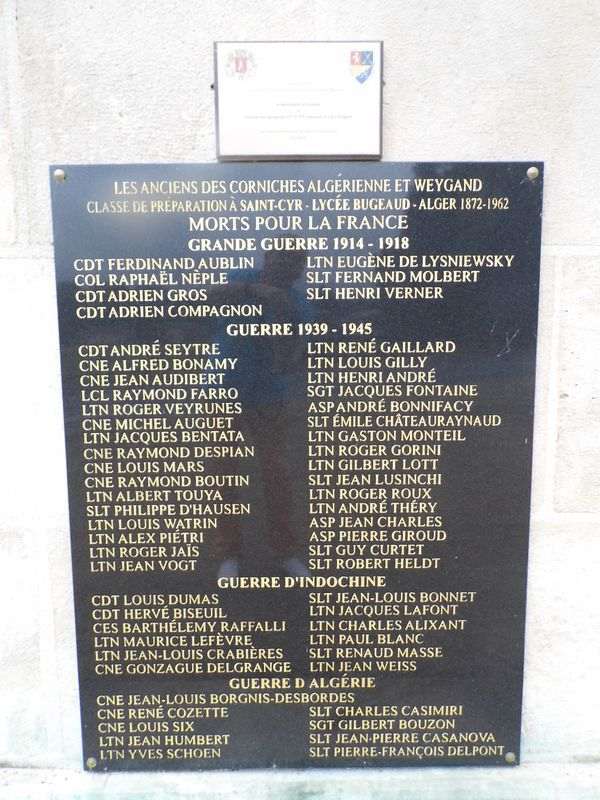 LES ANCIENS DES CORNICHES ALGÉRIENNE ET WEYGAND
CLASSE DE PRÉPARATION À SAINT-CYR - LYCÉE BUGEAUD - ALGER 1872-1962
MORTS POUR LA FRANCE
GRANDE GUERRE 1914 - 1918
CDT FERDINAND AUBLIN
COL RAPHAËL NÈPLE
CDT ADRIEN GROS
CDT ADRIEN COMPAGNON
LTN EUGÈNE DE LYSNIEWSKY
SLT FERNAND MOLBERT
SLT HENRI VERNER
GUERRE 1939 - 1945
CDT ANDRÉ SEYTRE
CNE ALFRED BONAMY
CNE JEAN AUDIBERT
LCL RAYMOND FARRO
LTN ROGER VEYRUNES
CNE MICHEL AUGUET
LTN JACQUES BENTATA
CNE RAYMOND DESPIAN
CNE LOUIS MARS
CNE RAYMOND BOUTIN
LTN ALBERT TOUYA
SLT PHILIPPE D'HAUSEN
LTN LOUIS WATRIN
LTN ALEX PIÉTRI
LTN ROGER JAÏS
LTN JEAN VOGT
LTN RENÉ GAILLARD
LTN LOUIS GILLY
LTN HENRI ANDRÉ
SGT JACQUES FONTAINE
ASP ANDRÉ BONNIFACY
SLT ÉMILE CHÂTEAURAYNAUD
LTN GASTON MONTEIL
LTN ROGER GORINI
LTN GILBERT LOTT
SLT JEAN LUSINCHI
LTN ROGER ROUX
LTN ANDRÉ THÉRY
ASP JEAN CHARLES
ASP PIERRE GIROUD
SLT GUY CURTET
SLT ROBERT HELDT
GUERRE D'INDOCHINE
CDT LOUIS DUMAS
CDT HERVÉ BISEUIL
CES BARTHÉLEMY RAFFALLI
LTN MAURICE LEFÈVRE
LTN JEAN-LOUIS CRABIÈRES
CNE GONZAGUE DELGRANGE
SLT JEAN-LOUIS BONNET
LTN JACQUES LAFONT
LTN CHARLES ALIXANT
LTN PAUL BLANC
SLT RENAUD MASSE
LTN JEAN WEISS
GUERRE D ALGÉRIE
CNE JEAN-LOUIS BORGNIS-DESBORDES
CNE RENÉ COZETTE
CNE LOUIS SIX
LTN JEAN HUMBERT
LTN YVES SCHOEN
SLT CHARLES CASIMIRI
SGT GILBERT BOUZON
SLT JEAN-PIERRE CASANOVA
SLT PIERRE-FRANÇOIS DELPONT